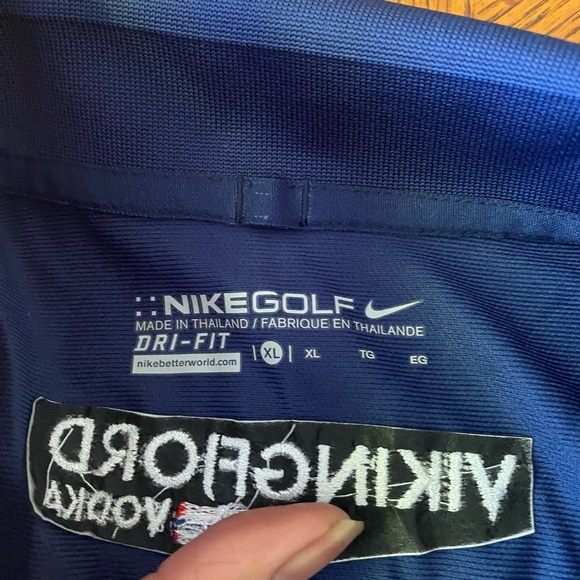 NIKEGOLF
MADE IN THAILAND / FABRIQUE EN THAILANDE
DRI-FIT
nikebetterworld.com XL XL TG EG
VIKINGFJORD
VODKA